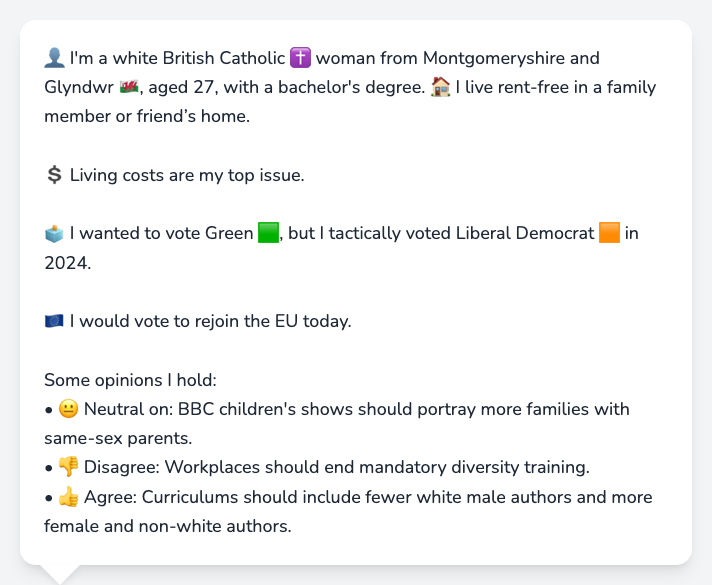 👤 I'm a white British Catholic ✝️ woman from Montgomeryshire and
Glyndwr 🏴󠁧󠁢󠁷󠁬󠁳󠁿, aged 27, with a bachelor's degree. 🏠 I live rent-free in a family
member or friend’s home.
💲 Living costs are my top issue.
🗳️ I wanted to vote Green 🟩, but I tactically voted Liberal Democrat 🟧 in
2024.
🇪🇺 I would vote to rejoin the EU today.
Some opinions I hold:
• 😐 Neutral on: BBC children's shows should portray more families with
same-sex parents.
• 👎 Disagree: Workplaces should end mandatory diversity training.
• 👍 Agree: Curriculums should include fewer white male authors and more
female and non-white authors.